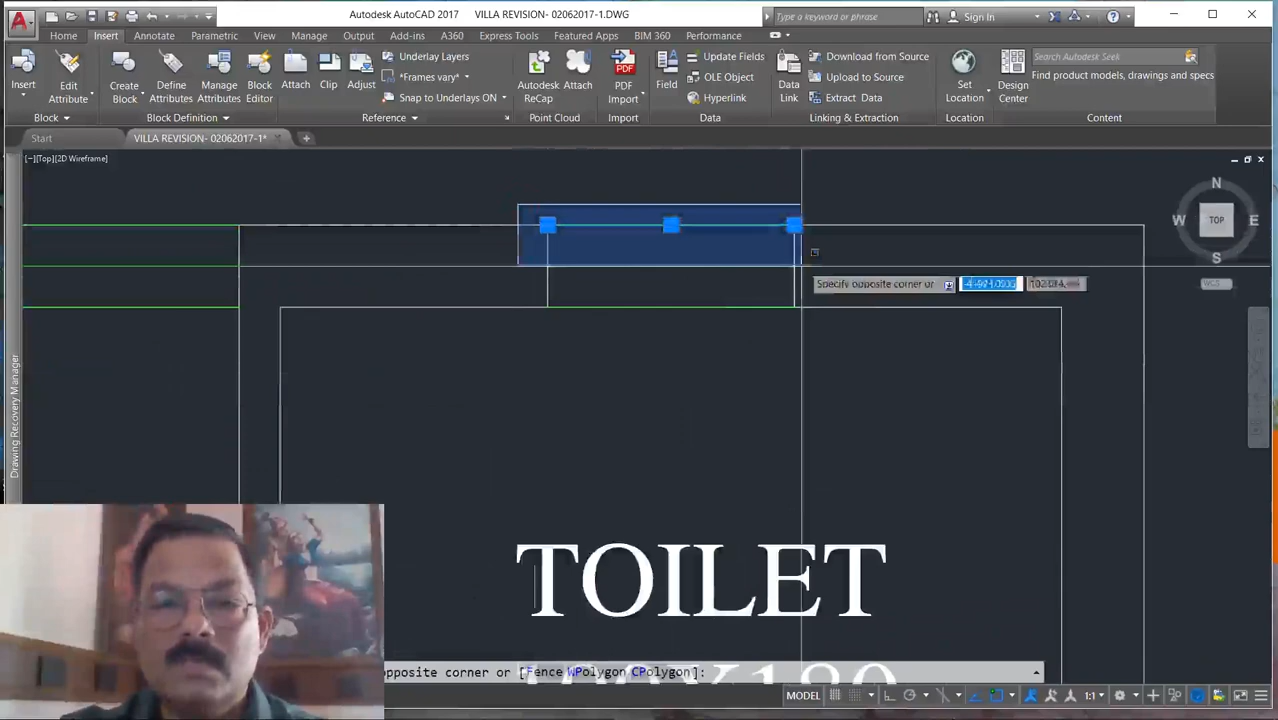 Autodesk AutoCAD 2017 VILLA REVISION- 02062017-1.DWG
Type a keyword or phrase
Sign In
Home Insert Annotate Parametric View Manage Output Add-ins A360 Express Tools Featured Apps BIM 360 Performance
Insert
Edit Attribute
Create Block
Define Attributes
Manage Attributes
Block Editor
Attach
Clip
Adjust
Underlay Layers
*Frames vary*
Snap to Underlays ON
Autodesk ReCap
Attach
PDF Import
Field
Update Fields
OLE Object
Hyperlink
Data Link
Download from Source
Upload to Source
Extract Data
Set Location
Design Center
Search Autodesk Seek
Find product models, drawings and specs
Block
Block Definition
Reference
Point Cloud
Import
Data
Linking & Extraction
Location
Content
Start
VILLA REVISION- 02062017-1*
[−][Top][2D Wireframe]
N
W TOP E
S
WCS
Specify opposite corner or
Drawing Recovery Manager
TOILET
opposite corner or [Fence WPolygon CPolygon]:
MODEL
1:1